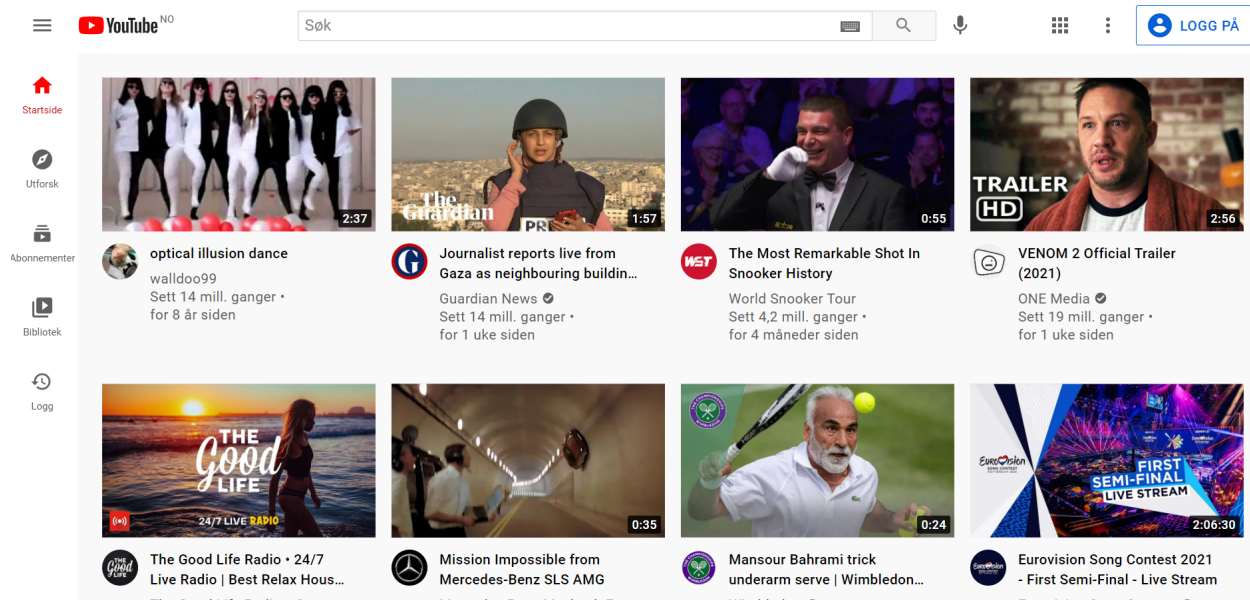 YouTube NO
Søk
LOGG PÅ
Startside
Utforsk
Abonnementer
Bibliotek
Logg
2:37
The
Guardian
PR
1:57
0:55
TRAILER
HD
2:56
optical illusion dance
walldoo99
Sett 14 mill. ganger •
for 8 år siden
G
Journalist reports live from
Gaza as neighbouring buildin...
Guardian News
Sett 14 mill. ganger •
for 1 uke siden
WST
The Most Remarkable Shot In
Snooker History
World Snooker Tour
Sett 4,2 mill. ganger •
for 4 måneder siden
VENOM 2 Official Trailer
(2021)
ONE Media
Sett 19 mill. ganger •
for 1 uke siden
THE
Good
LIFE
24/7 LIVE RADIO
0:35
THE CHAMPIONSHIPS
WIMBLEDON
0:24
EUROVISION
SONG CONTEST
FIRST
SEMI-FINAL
LIVE STREAM
2:06:30
THE
Good
LIFE
The Good Life Radio • 24/7
Live Radio | Best Relax Hous...
Mission Impossible from
Mercedes-Benz SLS AMG
Mansour Bahrami trick
underarm serve | Wimbledon...
Eurovision Song Contest 2021
- First Semi-Final - Live Stream